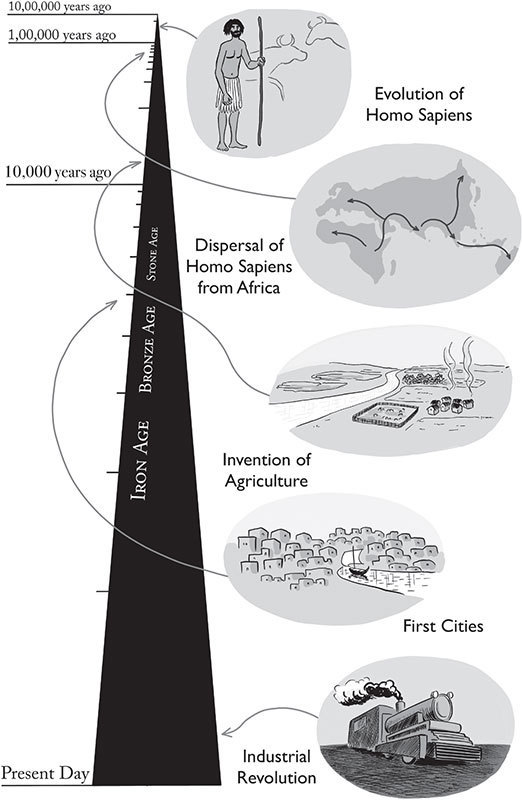 10,00,000 years ago
1,00,000 years ago
Evolution of
Homo Sapiens
10,000 years ago
Dispersal of
Homo Sapiens
from Africa
Stone Age
Bronze Age
Iron Age
Invention of
Agriculture
First Cities
Industrial
Revolution
Present Day